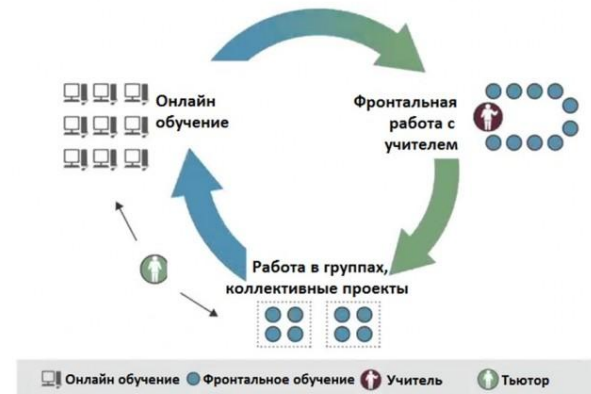 Онлайн
обучение
Фронтальная
работа с
учителем
Работа в группах,
коллективные проекты
Онлайн обучение Фронтальное обучение Учитель Тьютор